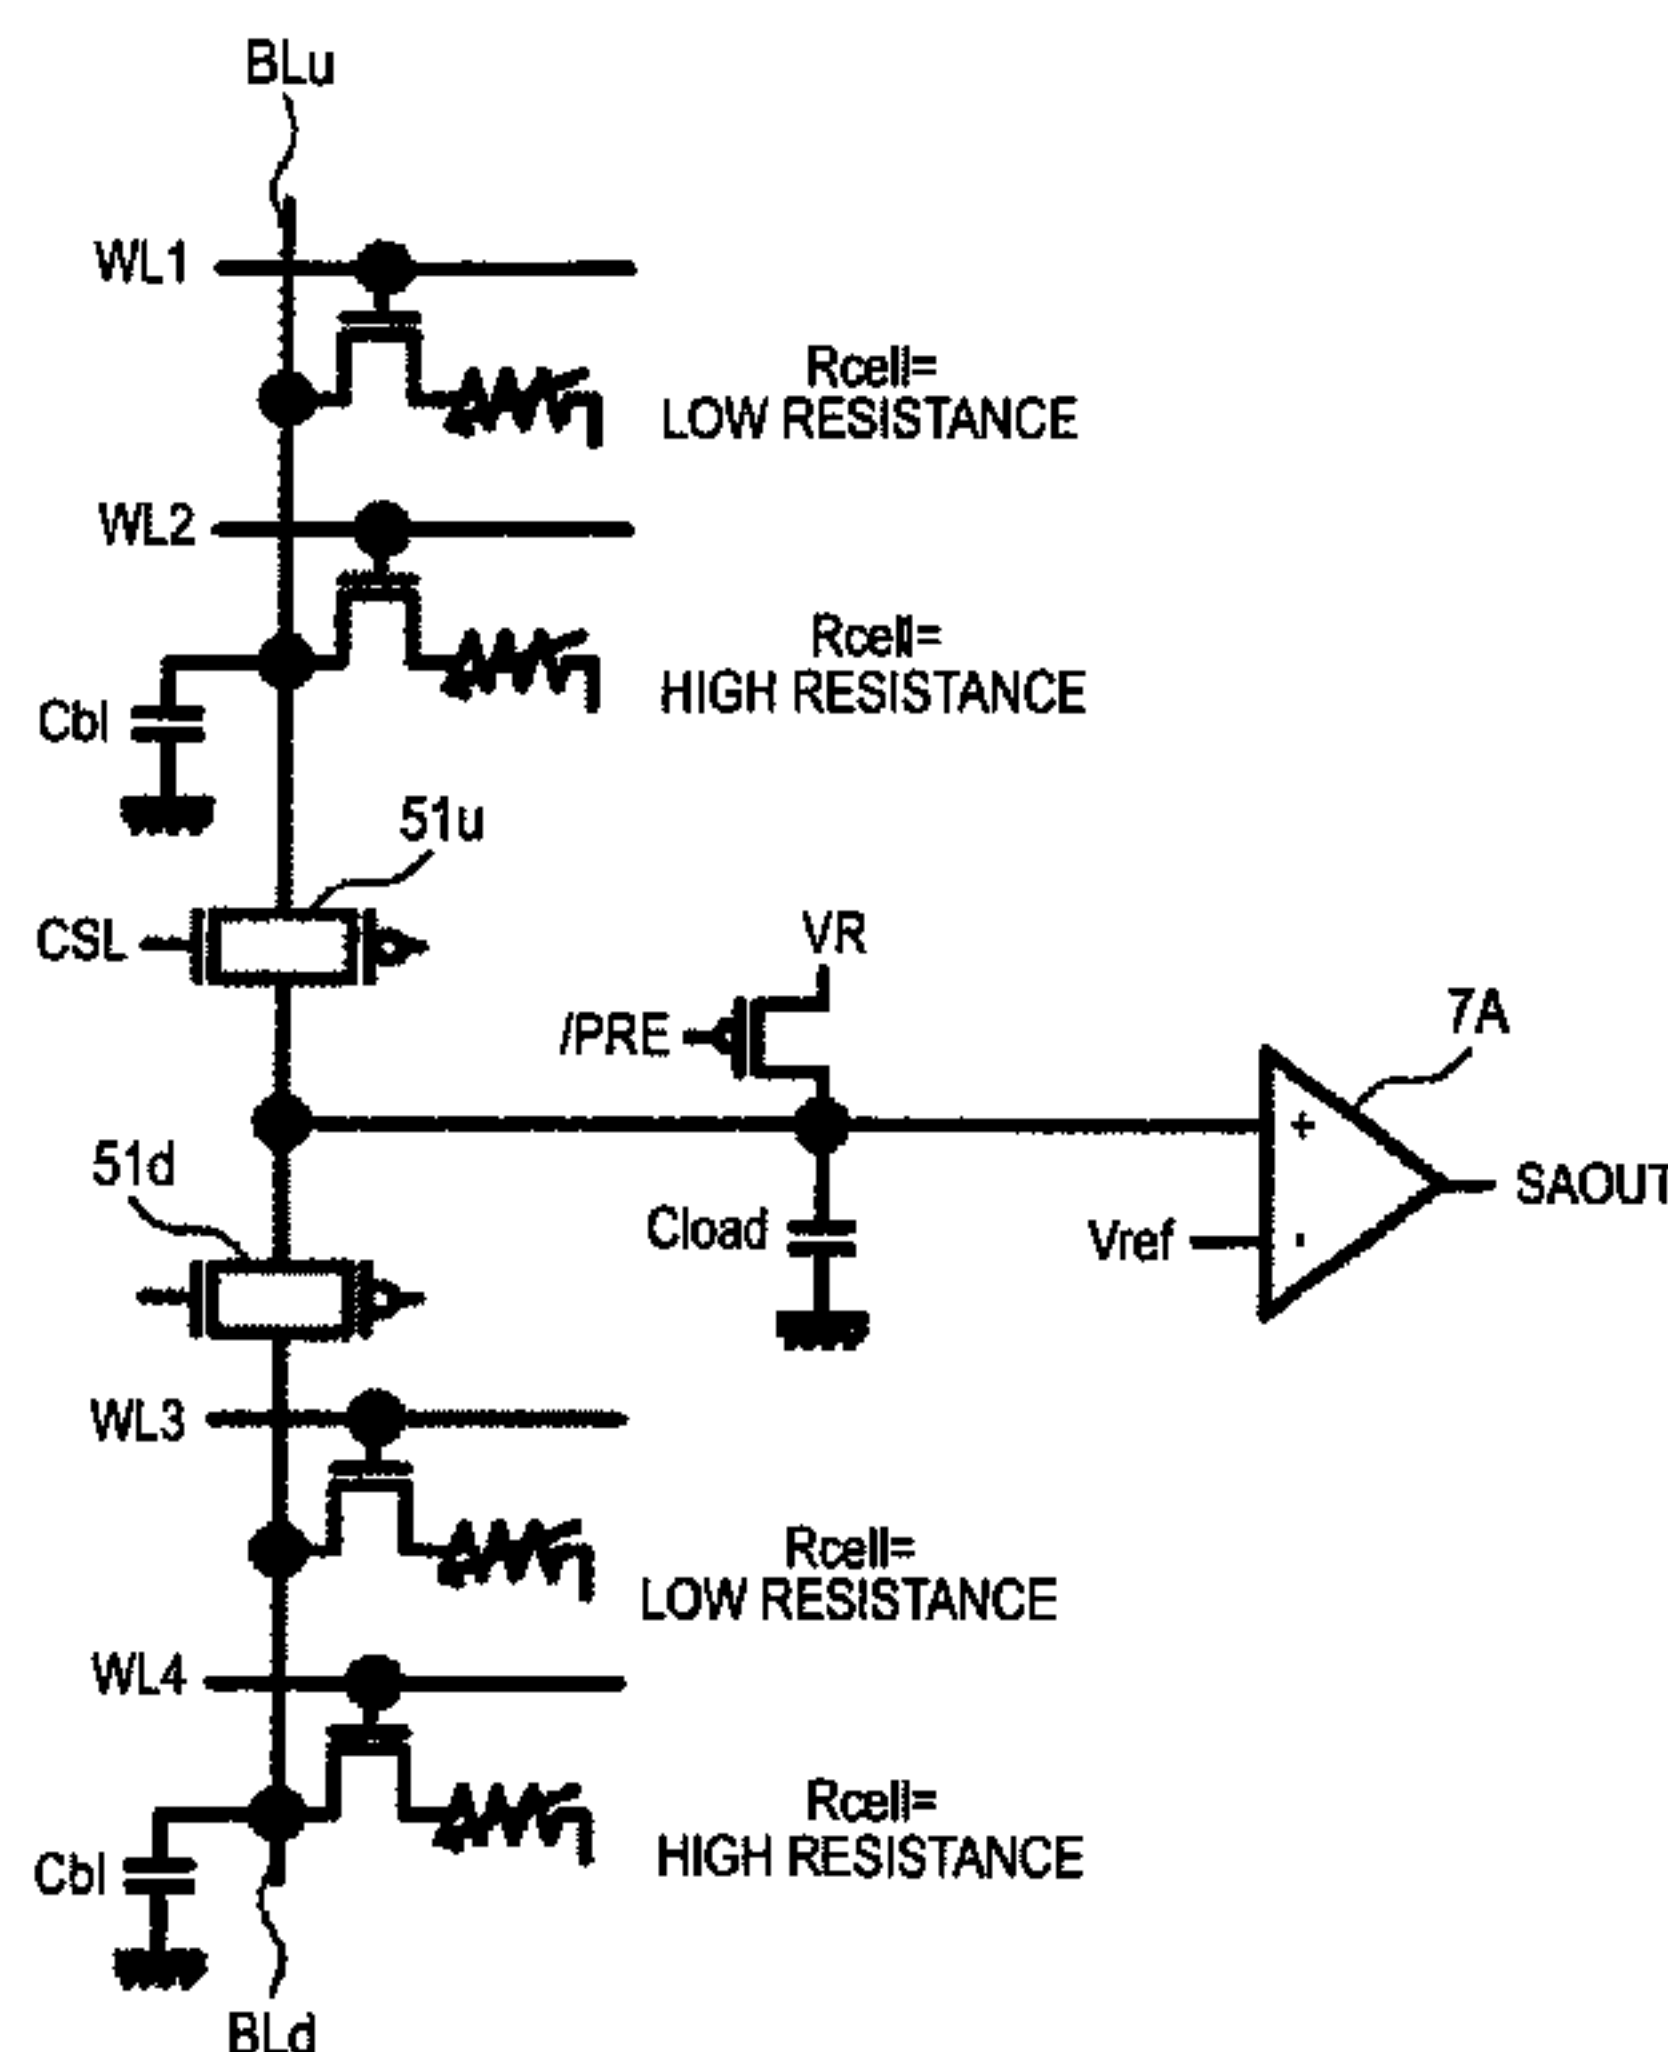 BLu
WL1
Rcell=
LOW RESISTANCE
WL2
Rcell=
HIGH RESISTANCE
Cbl
51u
CSL
VR
/PRE
7A
+
51d
Cload
SAOUT
Vref
-
WL3
Rcell=
LOW RESISTANCE
WL4
Rcell=
HIGH RESISTANCE
Cbl
BLd